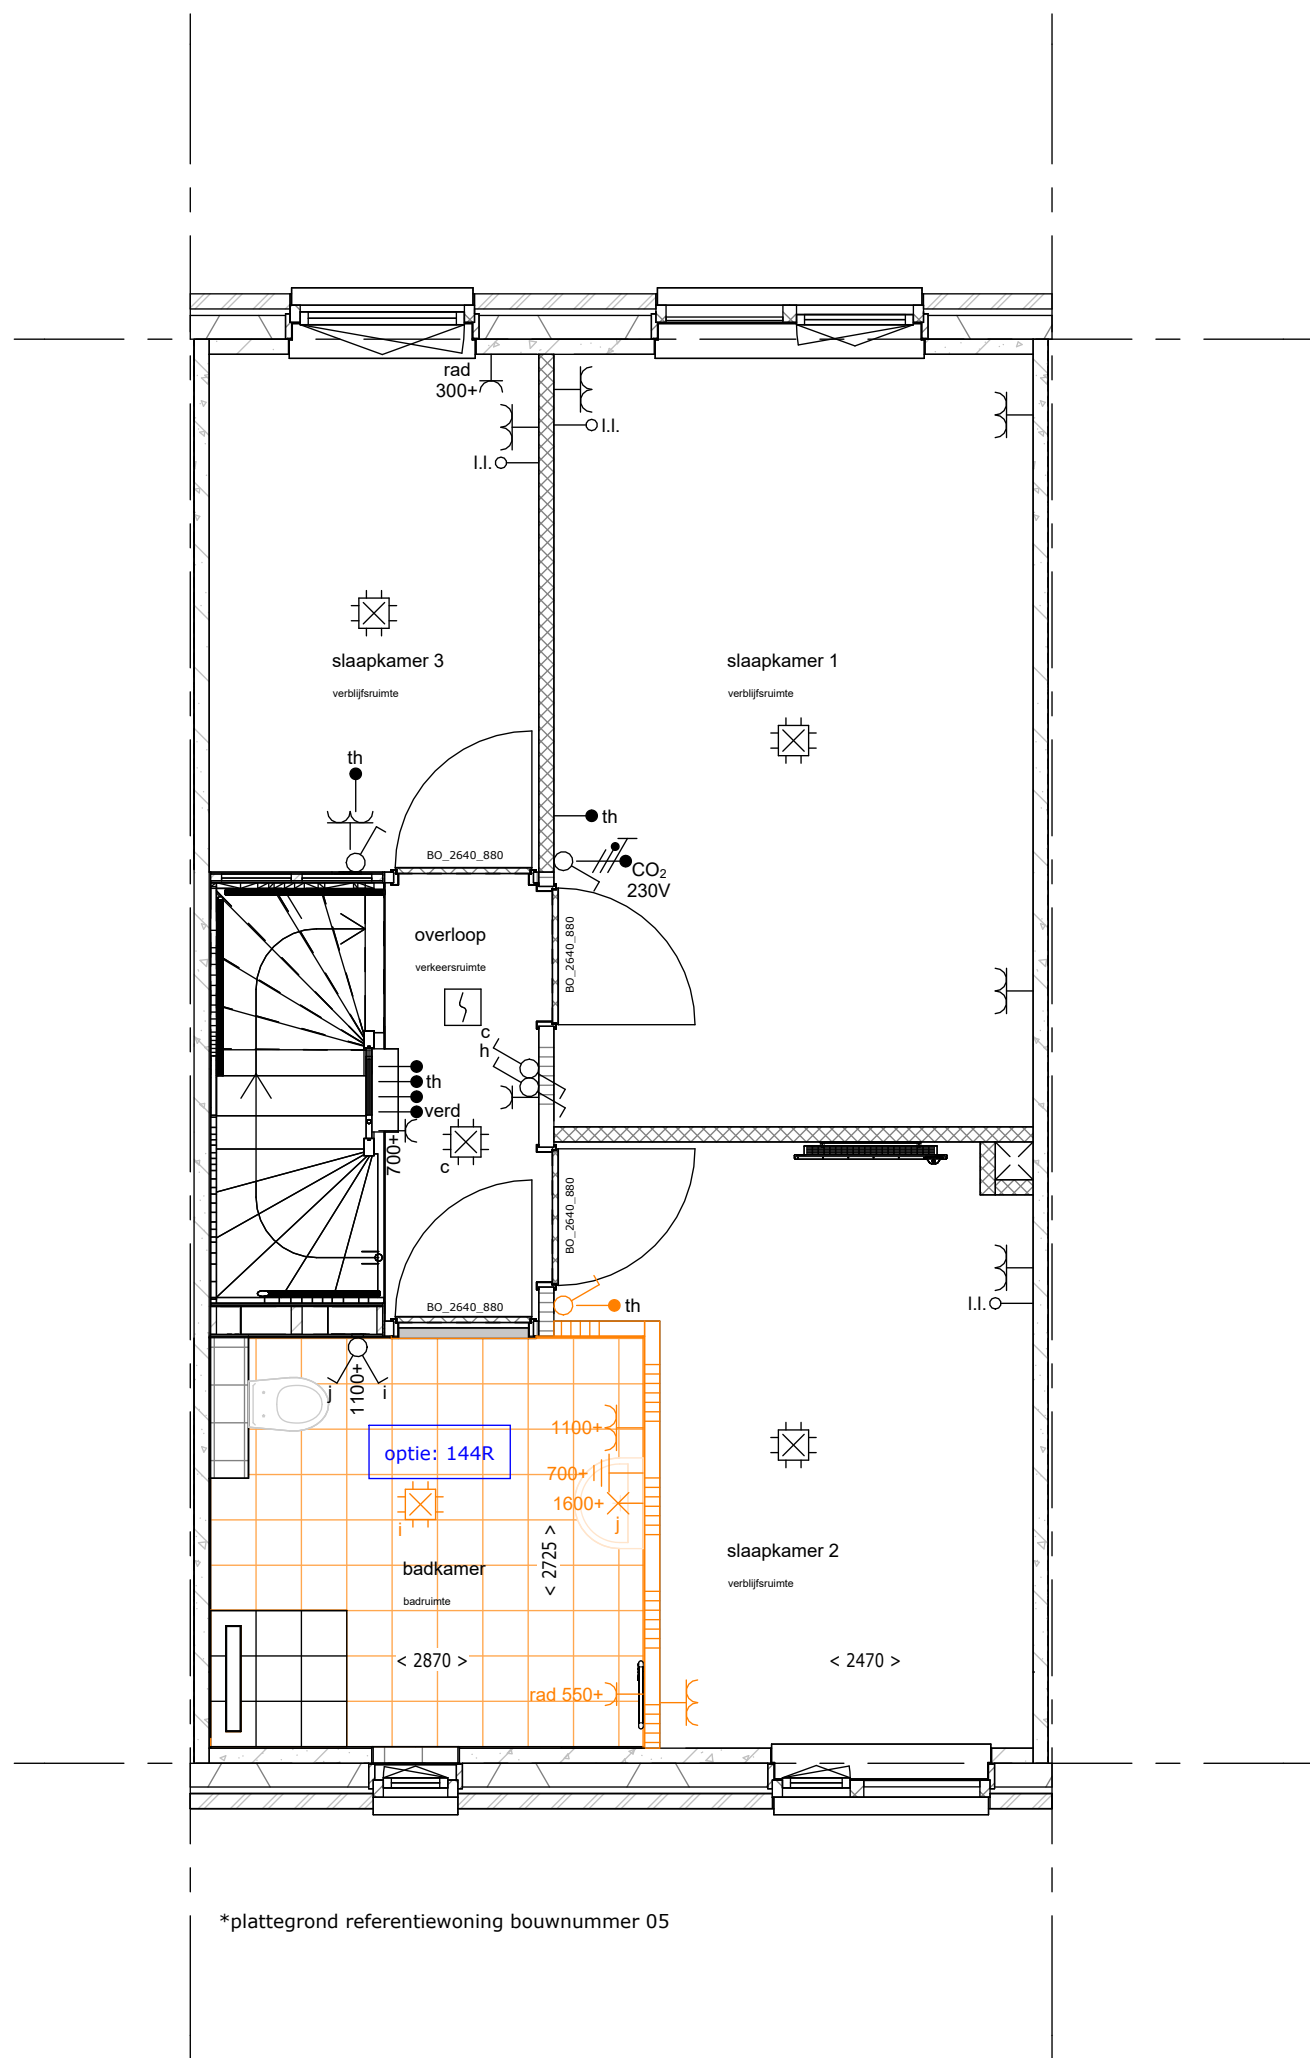 rad
300+
l.l.
l.l.
slaapkamer 3
verblijfsruimte
slaapkamer 1
verblijfsruimte
th
th
BO_2640_880
CO₂
230V
BO_2640_880
overloop
verkeersruimte
c
h
th
verd
700+
c
BO_2640_880
BO_2640_880
th
l.l.
j
1100+
i
optie: 144R
1100+
700+
1600+
j
i
badkamer
badruimte
< 2725 >
slaapkamer 2
verblijfsruimte
< 2870 >
< 2470 >
rad 550+
*plattegrond referentiewoning bouwnummer 05